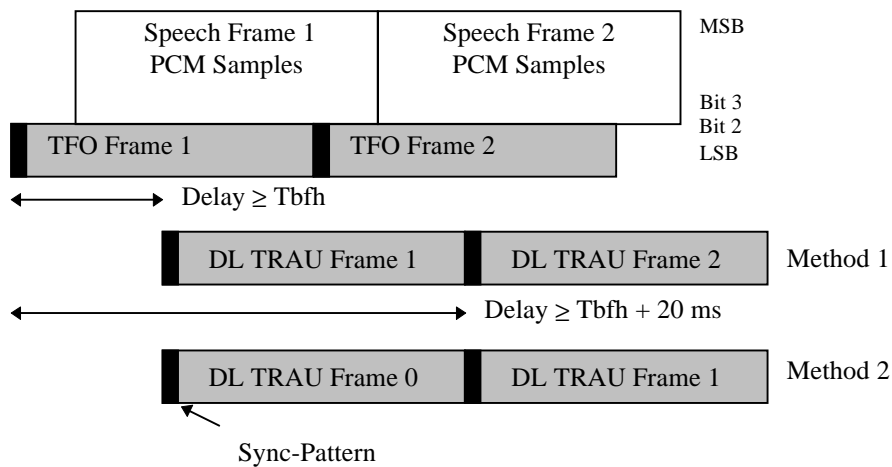 Speech Frame 1
PCM Samples
Speech Frame 2
PCM Samples
MSB
Bit 3
Bit 2
LSB
TFO Frame 1
TFO Frame 2
Delay ≥ Tbfh
DL TRAU Frame 1
DL TRAU Frame 2
Method 1
Delay ≥ Tbfh + 20 ms
DL TRAU Frame 0
DL TRAU Frame 1
Method 2
Sync-Pattern